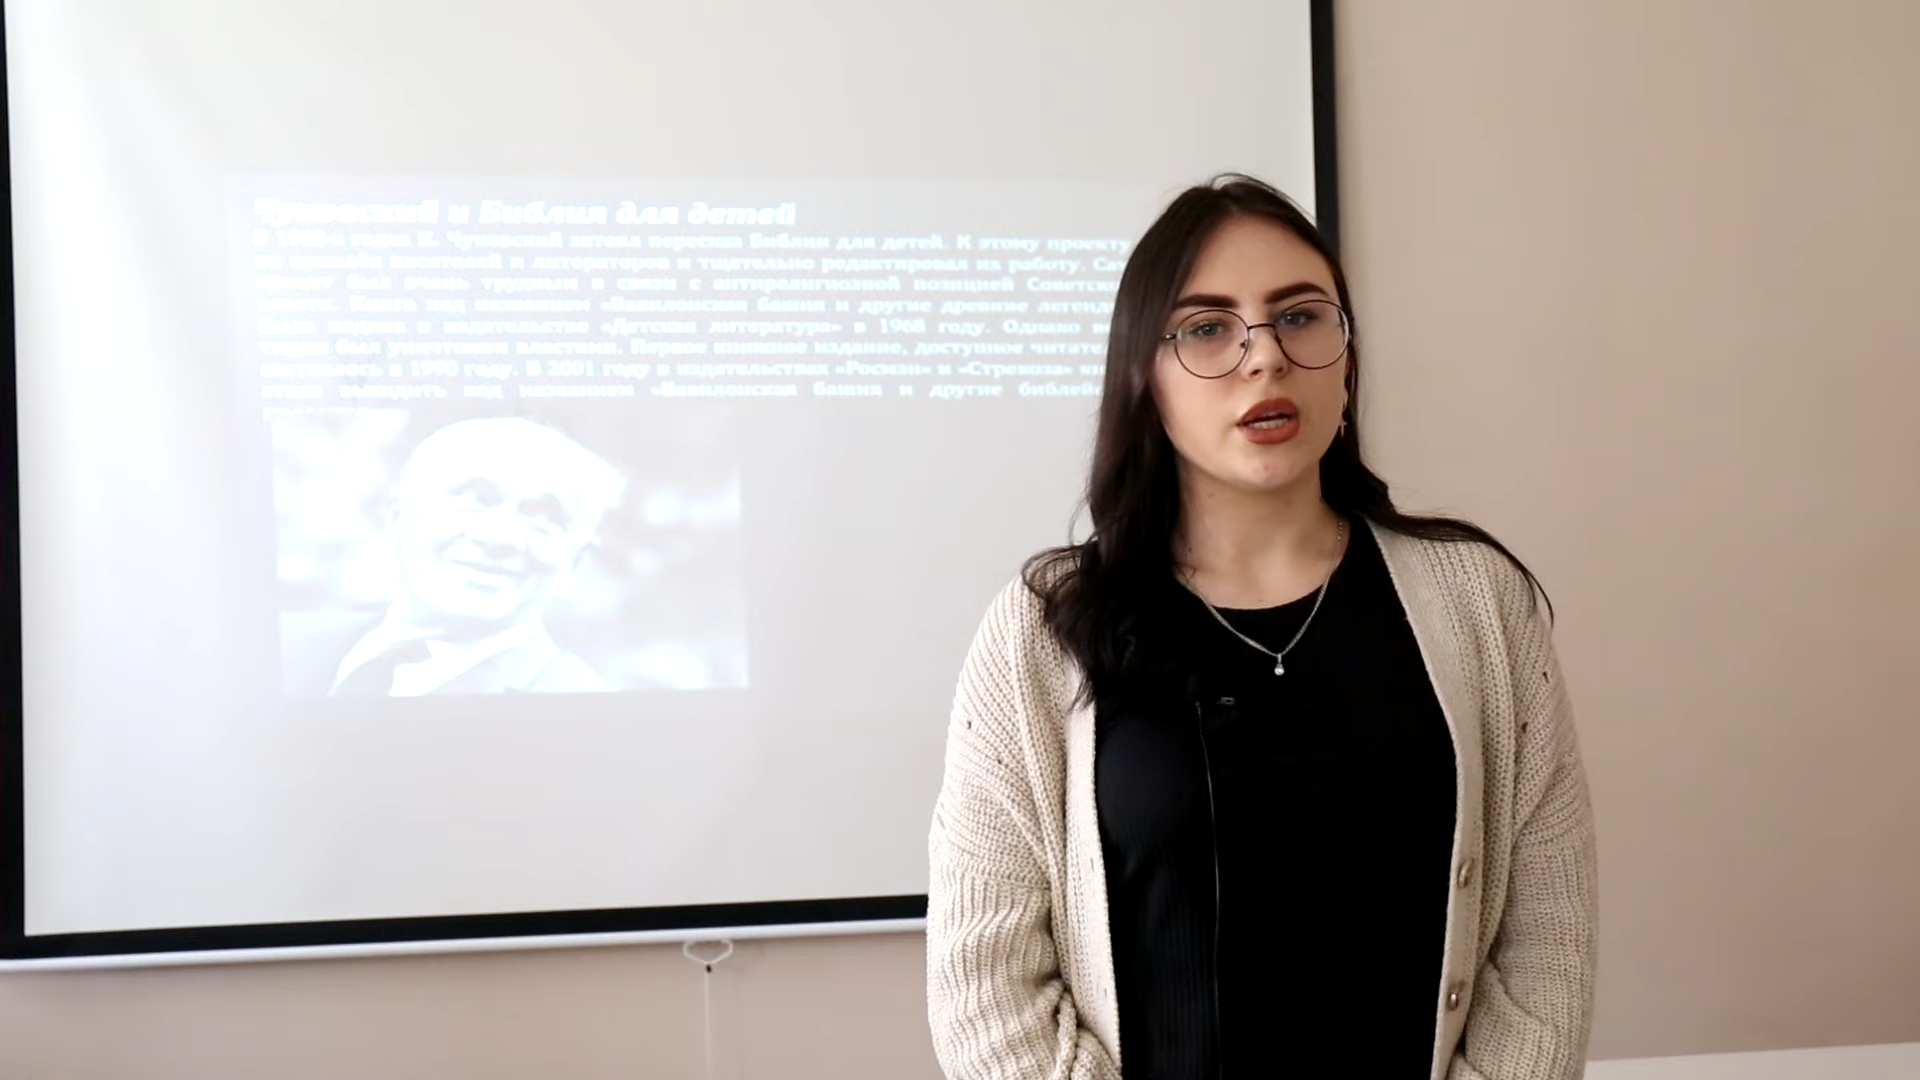 Чуковский и Библия для детей
В 1960-х годах К. Чуковский затеял пересказ Библии для детей. К этому проекту
он привлёк писателей и литераторов и тщательно редактировал их работу. Сам
проект был очень трудным в связи с антирелигиозной позицией Советской
власти. Книга под названием «Вавилонская башня и другие древние легенды
была издана в издательстве «Детская литература» в 1968 году. Однако
тираж был уничтожен властями. Первое книжное издание, доступное
состоялось в 1990 году. В 2001 году в издательствах «Росмэн» и «Стрекоза»
стала выходить под названием «Вавилонская башня и другие